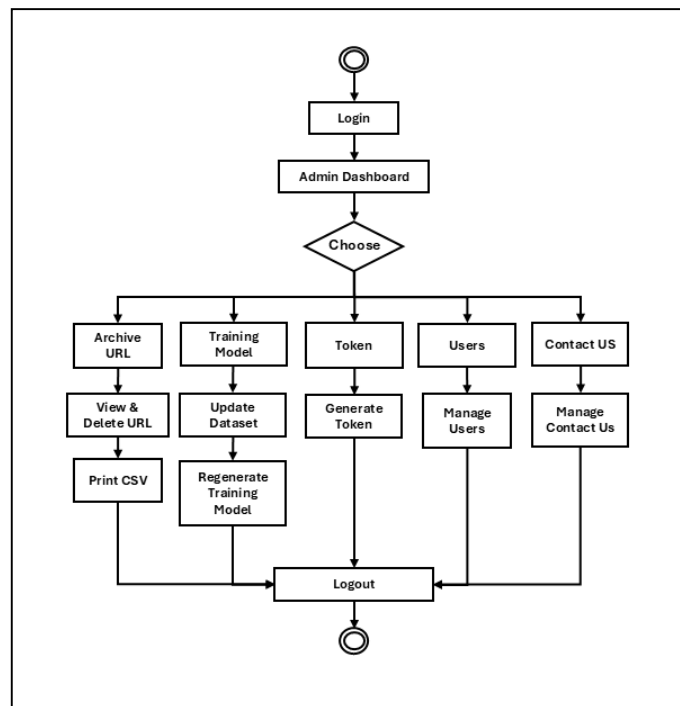 Login
Admin Dashboard
Choose
Archive
URL
Training
Model
Token
Users
Contact US
View &
Delete URL
Update
Dataset
Generate
Token
Manage
Users
Manage
Contact Us
Print CSV
Regenerate
Training
Model
Logout